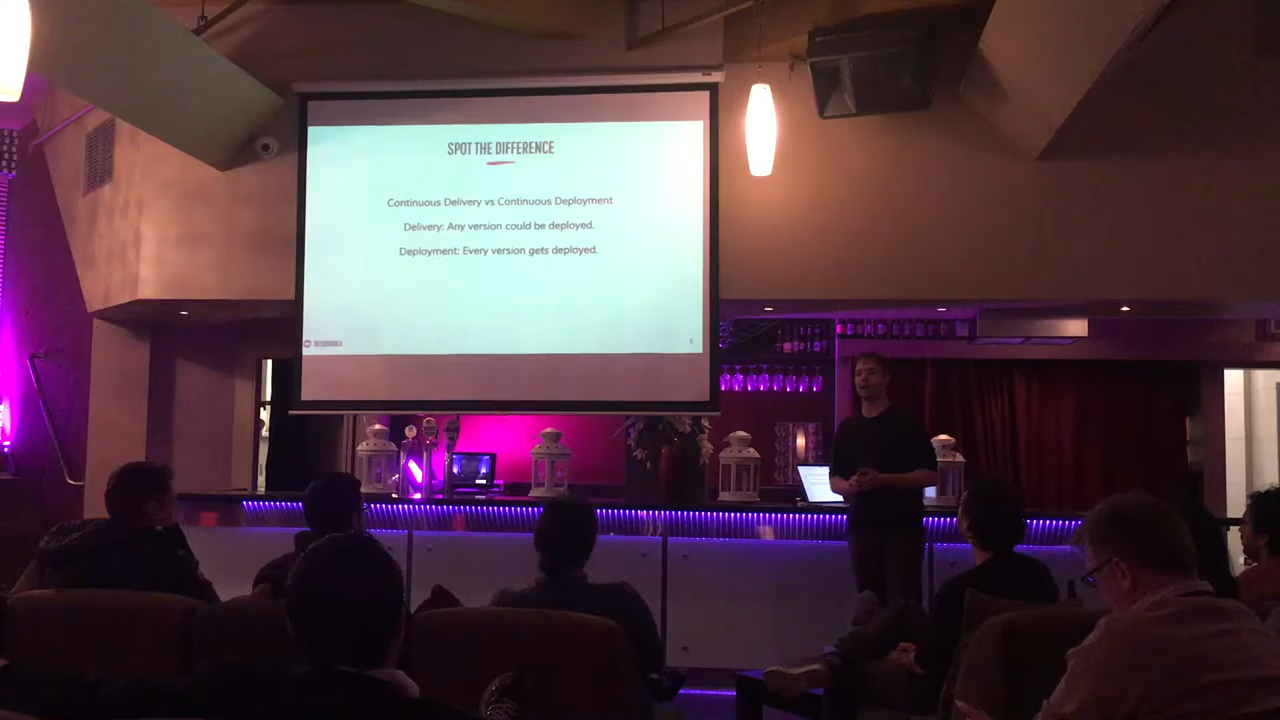 SPOT THE DIFFERENCE
Continuous Delivery vs Continuous Deployment
Delivery: Any version could be deployed.
Deployment: Every version gets deployed.